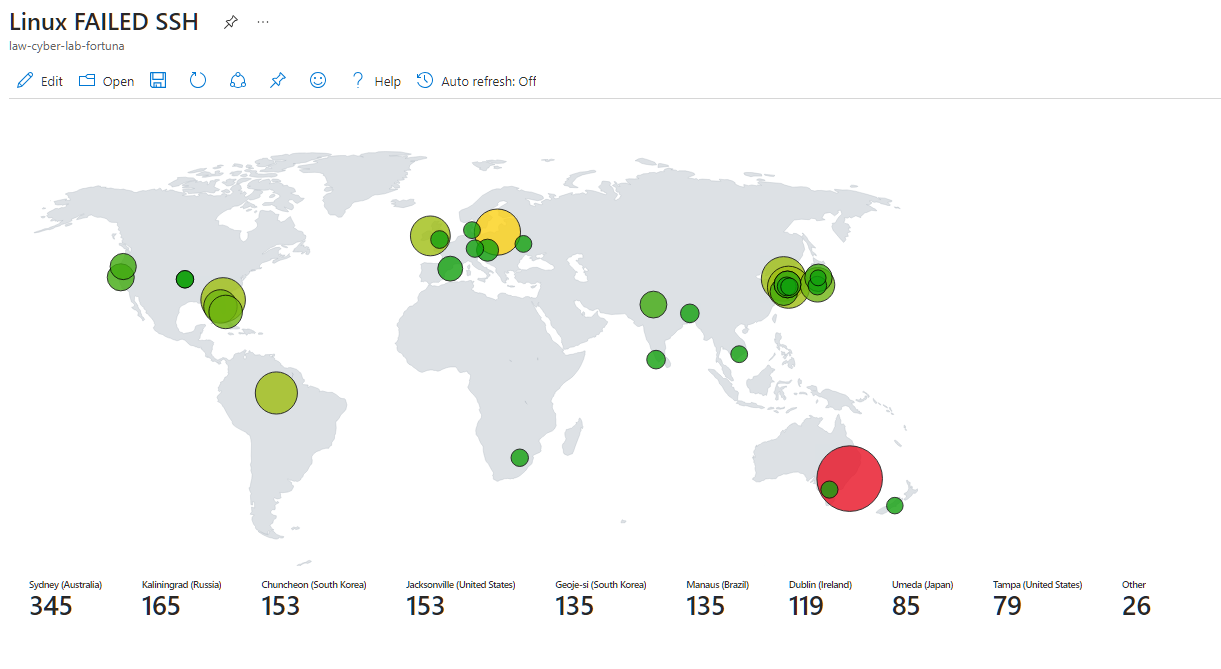 Linux FAILED SSH
law-cyber-lab-fortuna
Edit Open Help Auto refresh: Off
Sydney (Australia) Kaliningrad (Russia) Chuncheon (South Korea) Jacksonville (United States) Geoje-si (South Korea) Manaus (Brazil) Dublin (Ireland) Umeda (Japan) Tampa (United States) Other
345 165 153 153 135 135 119 85 79 26